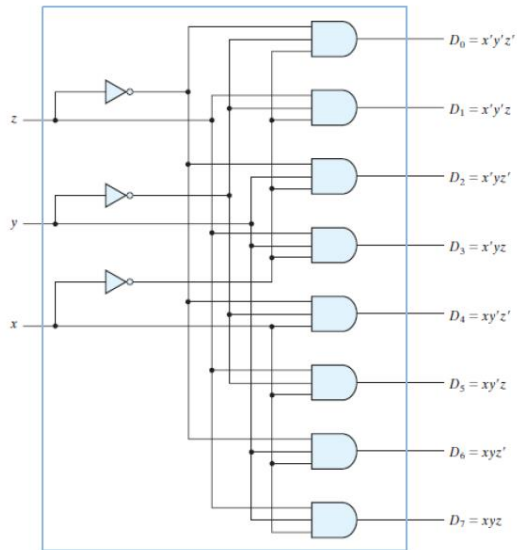 D₀ = x'y'z'
z
D₁ = x'y'z
D₂ = x'yz'
y
D₃ = x'yz
x
D₄ = xy'z'
D₅ = xy'z
D₆ = xyz'
D₇ = xyz